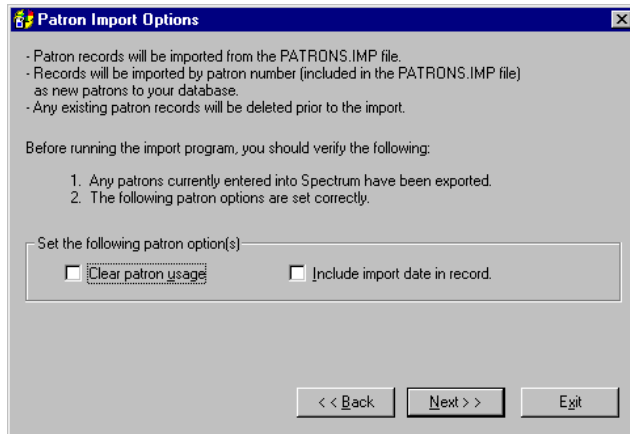 Patron Import Options
- Patron records will be imported from the PATRONS.IMP file.
- Records will be imported by patron number (included in the PATRONS.IMP file)
as new patrons to your database.
- Any existing patron records will be deleted prior to the import.
Before running the import program, you should verify the following:
1. Any patrons currently entered into Spectrum have been exported.
2. The following patron options are set correctly.
Set the following patron option(s)
Clear patron usage
Include import date in record.
< < Back
Next > >
Exit